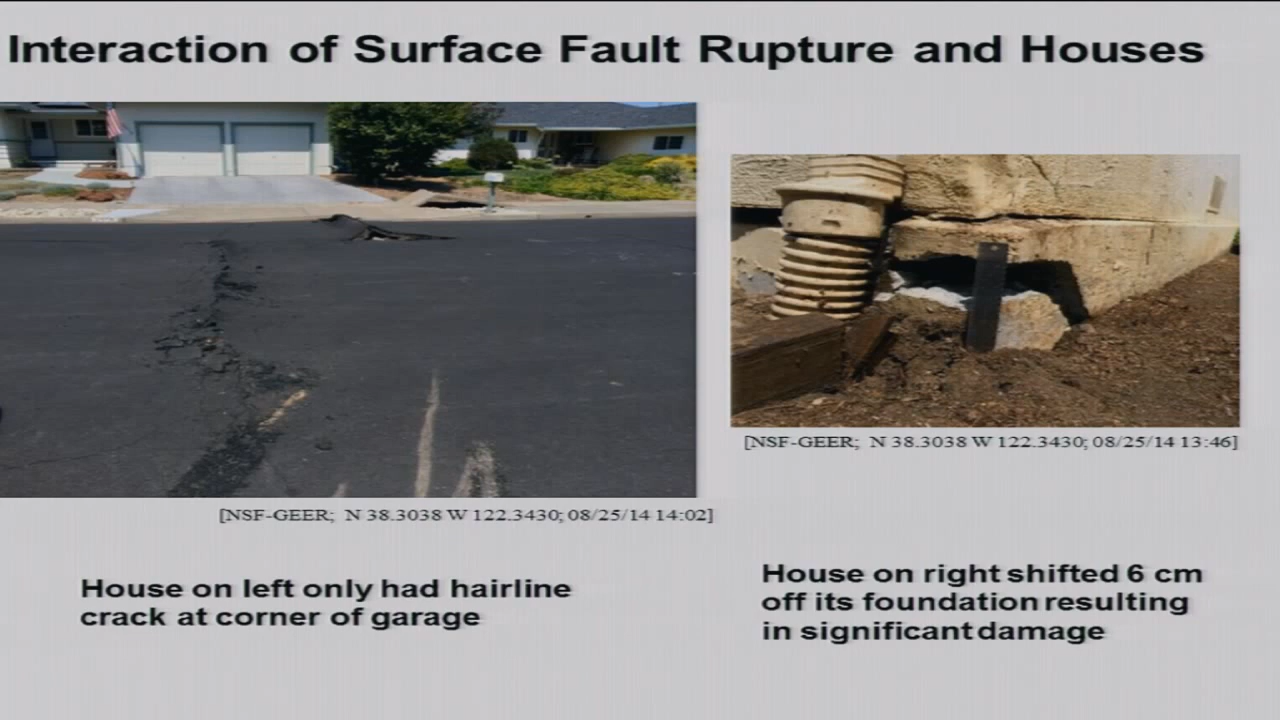 Interaction of Surface Fault Rupture and Houses
[NSF-GEER; N 38.3038 W 122.3430; 08/25/14 13:46]
[NSF-GEER; N 38.3038 W 122.3430; 08/25/14 14:02]
House on left only had hairline
crack at corner of garage
House on right shifted 6 cm
off its foundation resulting
in significant damage